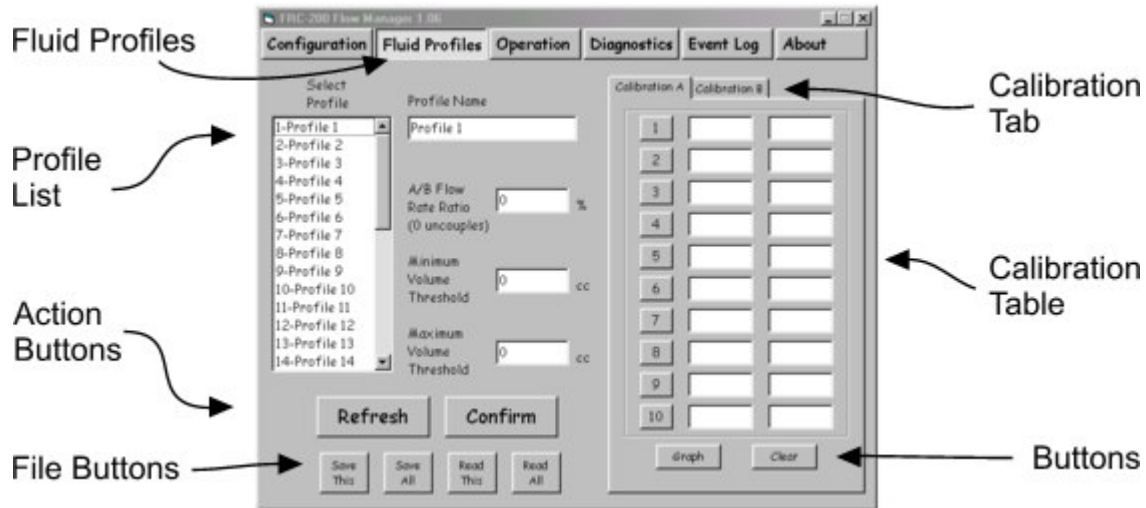 FRC-200 Flow Manager 1.06
Configuration Fluid Profiles Operation Diagnostics Event Log About
Fluid Profiles
Profile
List
Action
Buttons
File Buttons
Select
Profile
1-Profile 1
2-Profile 2
3-Profile 3
4-Profile 4
5-Profile 5
6-Profile 6
7-Profile 7
8-Profile 8
9-Profile 9
10-Profile 10
11-Profile 11
12-Profile 12
13-Profile 13
14-Profile 14
Profile Name
Profile 1
A/B Flow
Rate Ratio
(0 uncouples)
0 %
Minimum
Volume
Threshold
0 cc
Maximum
Volume
Threshold
0 cc
Refresh Confirm
Save
This
Save
All
Read
This
Read
All
Calibration A Calibration B
1
2
3
4
5
6
7
8
9
10
Graph Clear
Calibration
Tab
Calibration
Table
Buttons